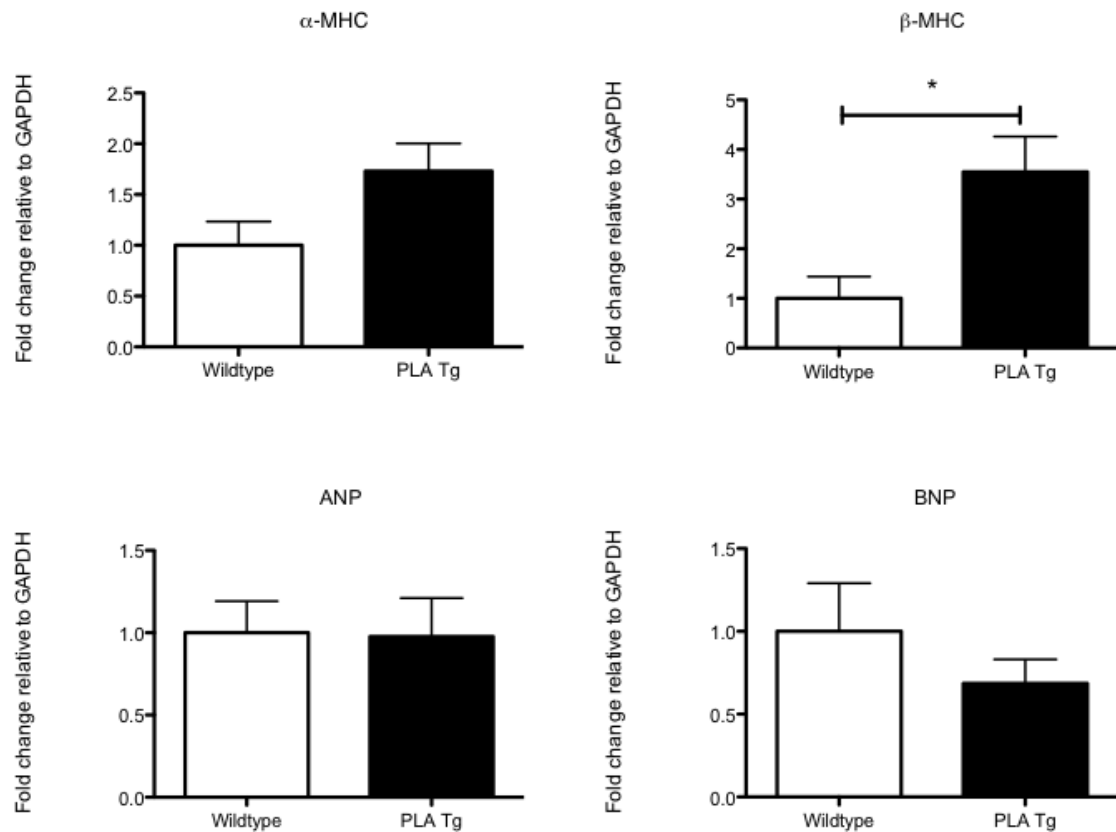 α-MHC
Fold change relative to GAPDH
2.5
2.0
1.5
1.0
0.5
0.0
Wildtype PLA Tg
β-MHC
Fold change relative to GAPDH
*
5
4
3
2
1
0
Wildtype PLA Tg
ANP
Fold change relative to GAPDH
1.5
1.0
0.5
0.0
Wildtype PLA Tg
BNP
Fold change relative to GAPDH
1.5
1.0
0.5
0.0
Wildtype PLA Tg